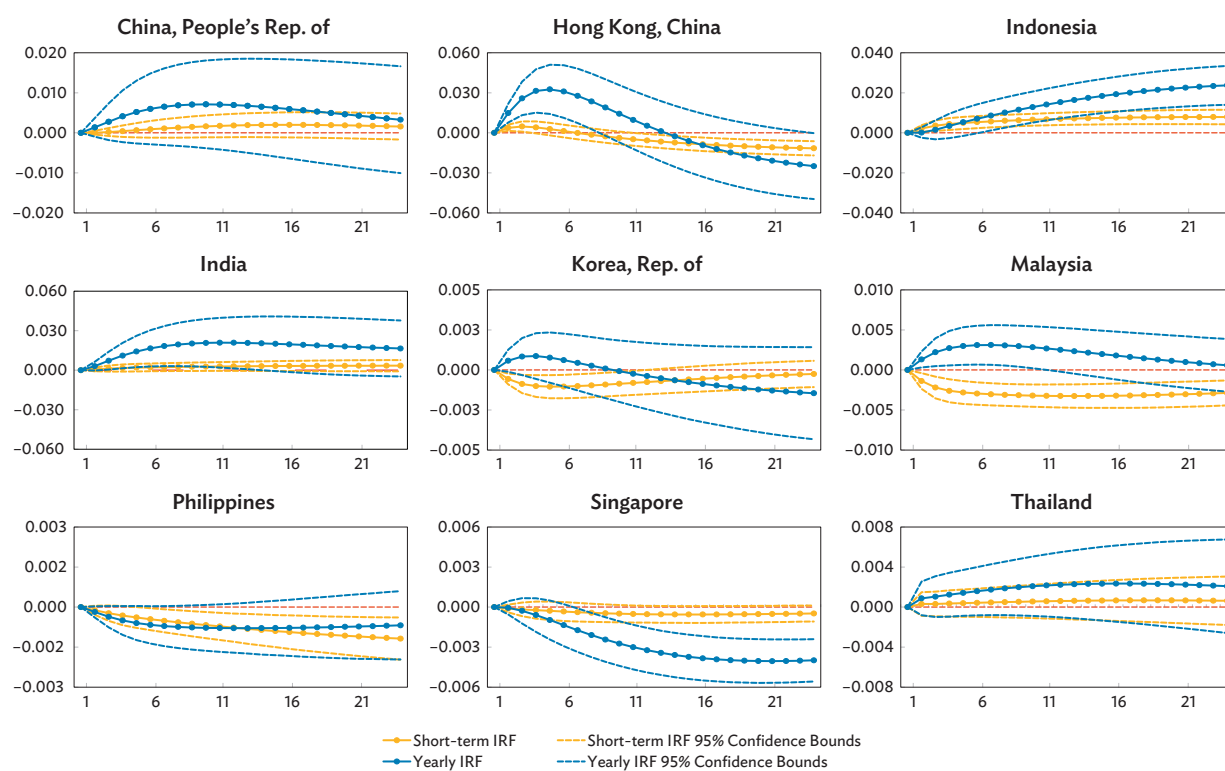 China, People's Rep. of
0.020
0.010
0.000
−0.010
−0.020
1 6 11 16 21
Hong Kong, China
0.060
0.030
0.000
−0.030
−0.060
1 6 11 16 21
Indonesia
0.040
0.020
0.000
−0.020
−0.040
1 6 11 16 21
India
0.060
0.030
0.000
−0.030
−0.060
1 6 11 16 21
Korea, Rep. of
0.005
0.003
0.000
−0.003
−0.005
1 6 11 16 21
Malaysia
0.010
0.005
0.000
−0.005
−0.010
1 6 11 16 21
Philippines
0.003
0.002
0.000
−0.002
−0.003
1 6 11 16 21
Singapore
0.006
0.003
0.000
−0.003
−0.006
1 6 11 16 21
Thailand
0.008
0.004
0.000
−0.004
−0.008
1 6 11 16 21
Short-term IRF
Short-term IRF 95% Confidence Bounds
Yearly IRF
Yearly IRF 95% Confidence Bounds